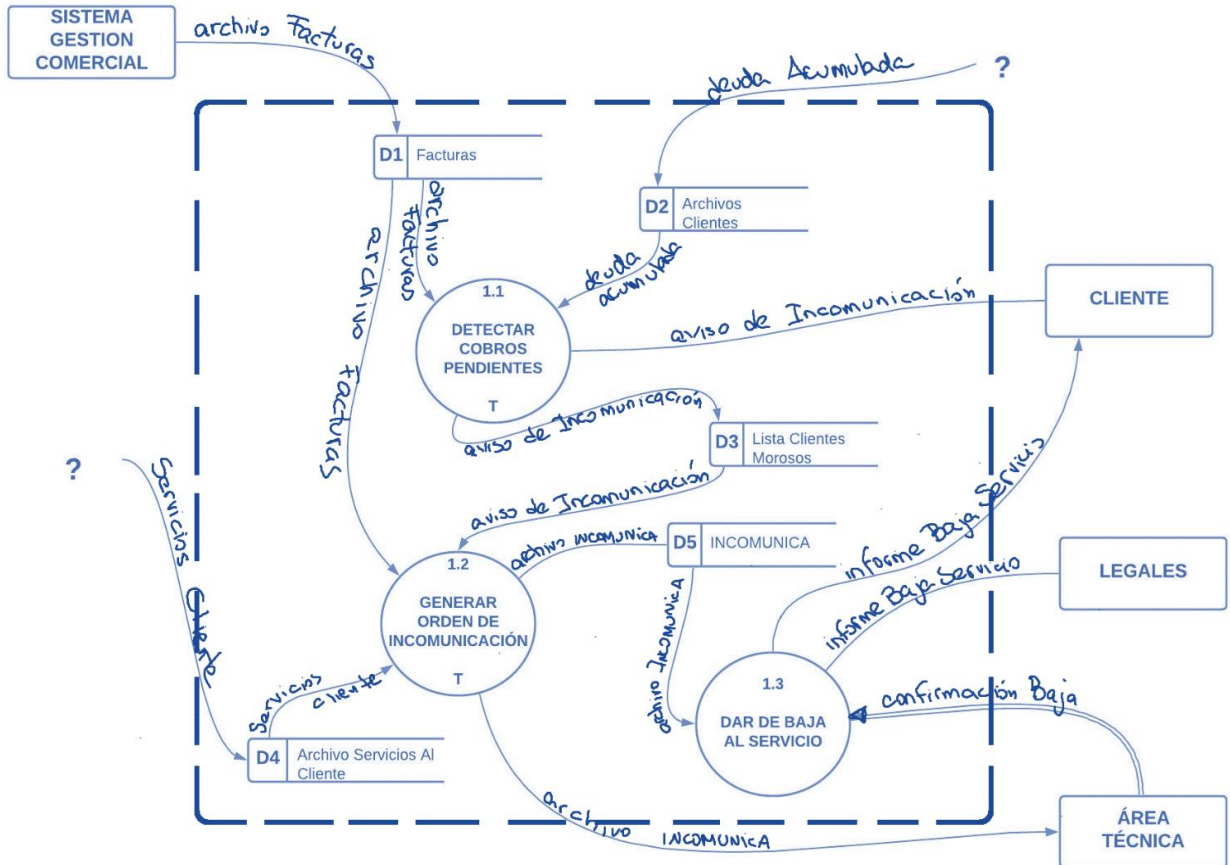 SISTEMA
GESTION
COMERCIAL
archivo Facturas
deuda Acumulada
?
D1 Facturas
archivo
Facturas
archivo Facturas
D2 Archivos
Clientes
deuda
acumulada
1.1
DETECTAR
COBROS
PENDIENTES
T
aviso de Incomunicación
CLIENTE
aviso de Incomunicación
D3 Lista Clientes
Morosos
?
Servicios Cliente
aviso de Incomunicación
archivo INCOMUNICA
D5 INCOMUNICA
1.2
GENERAR
ORDEN DE
INCOMUNICACIÓN
T
informe Baja Servicio
informe Baja Servicio
LEGALES
archivo INCOMUNICA
Servicios
cliente
D4 Archivo Servicios Al
Cliente
1.3
DAR DE BAJA
AL SERVICIO
confirmación Baja
archivo INCOMUNICA
ÁREA
TÉCNICA